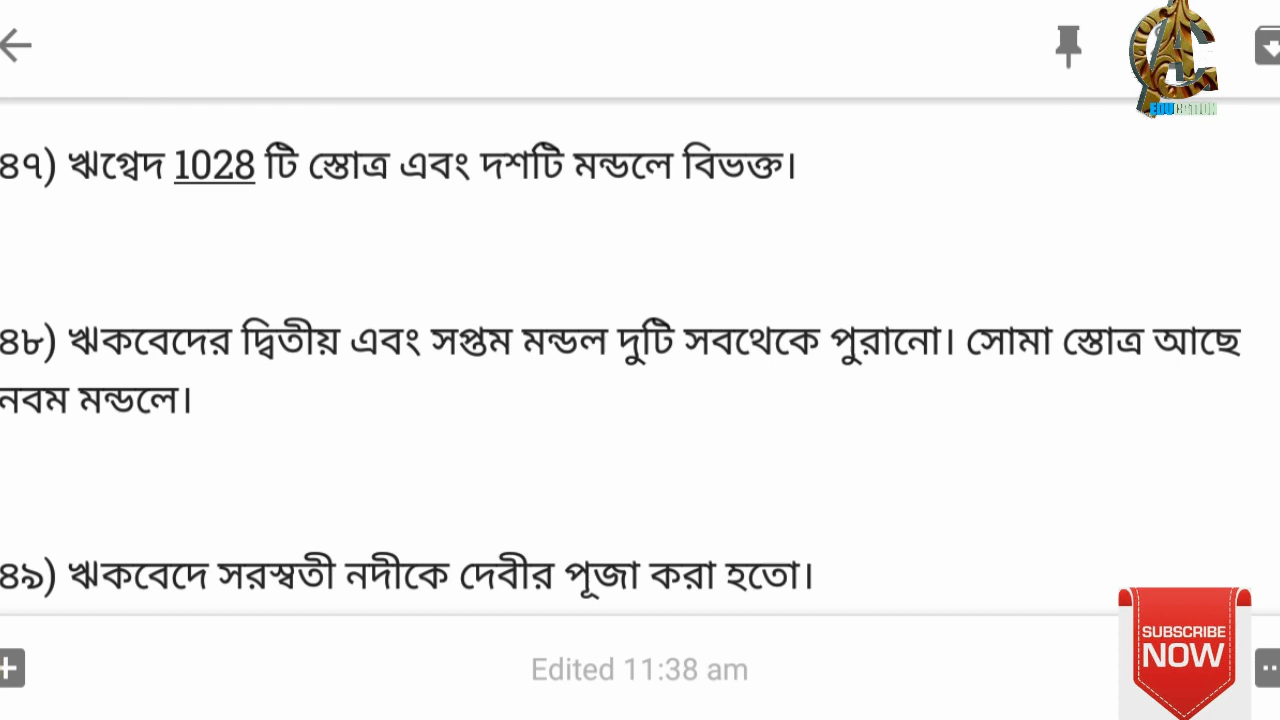 ৪৭) ঋগ্বেদ 1028 টি স্তোত্র এবং দশটি মন্ডলে বিভক্ত।
৪৮) ঋকবেদের দ্বিতীয় এবং সপ্তম মন্ডল দুটি সবথেকে পুরানো। সোমা স্তোত্র আছে
নবম মন্ডলে।
৪৯) ঋকবেদে সরস্বতী নদীকে দেবীর পূজা করা হতো।
Edited 11:38 am
EDUCATION
SUBSCRIBE
NOW